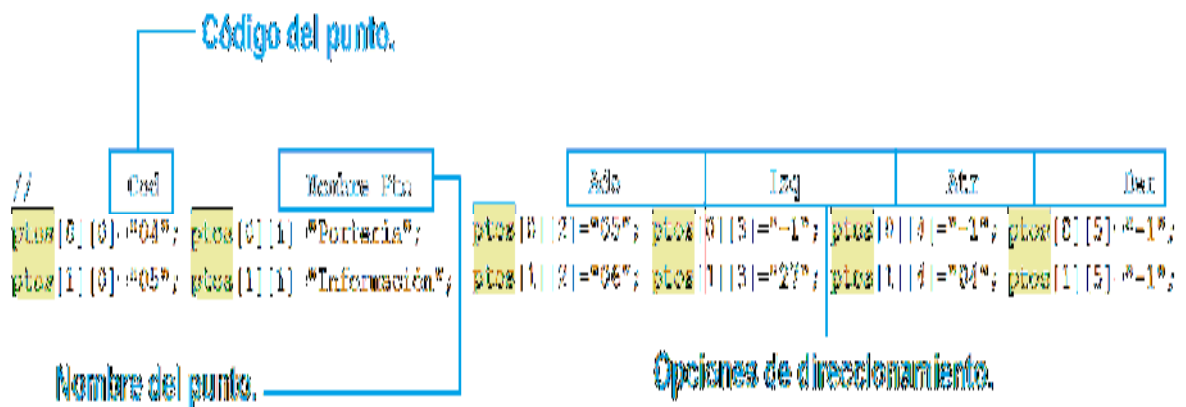 Código del punto.
// Cod Nombre Pto Ade Izq Atr Der
ptos[0][0]="04"; ptos[0][1]="Porteria"; ptos[0][2]="05"; ptos[0][3]="-1"; ptos[0][4]="-1"; ptos[0][5]="-1";
ptos[1][0]="05"; ptos[1][1]="Información"; ptos[1][2]="06"; ptos[1][3]="27"; ptos[1][4]="04"; ptos[1][5]="-1";
Nombre del punto.
Opciones de direccionamiento.